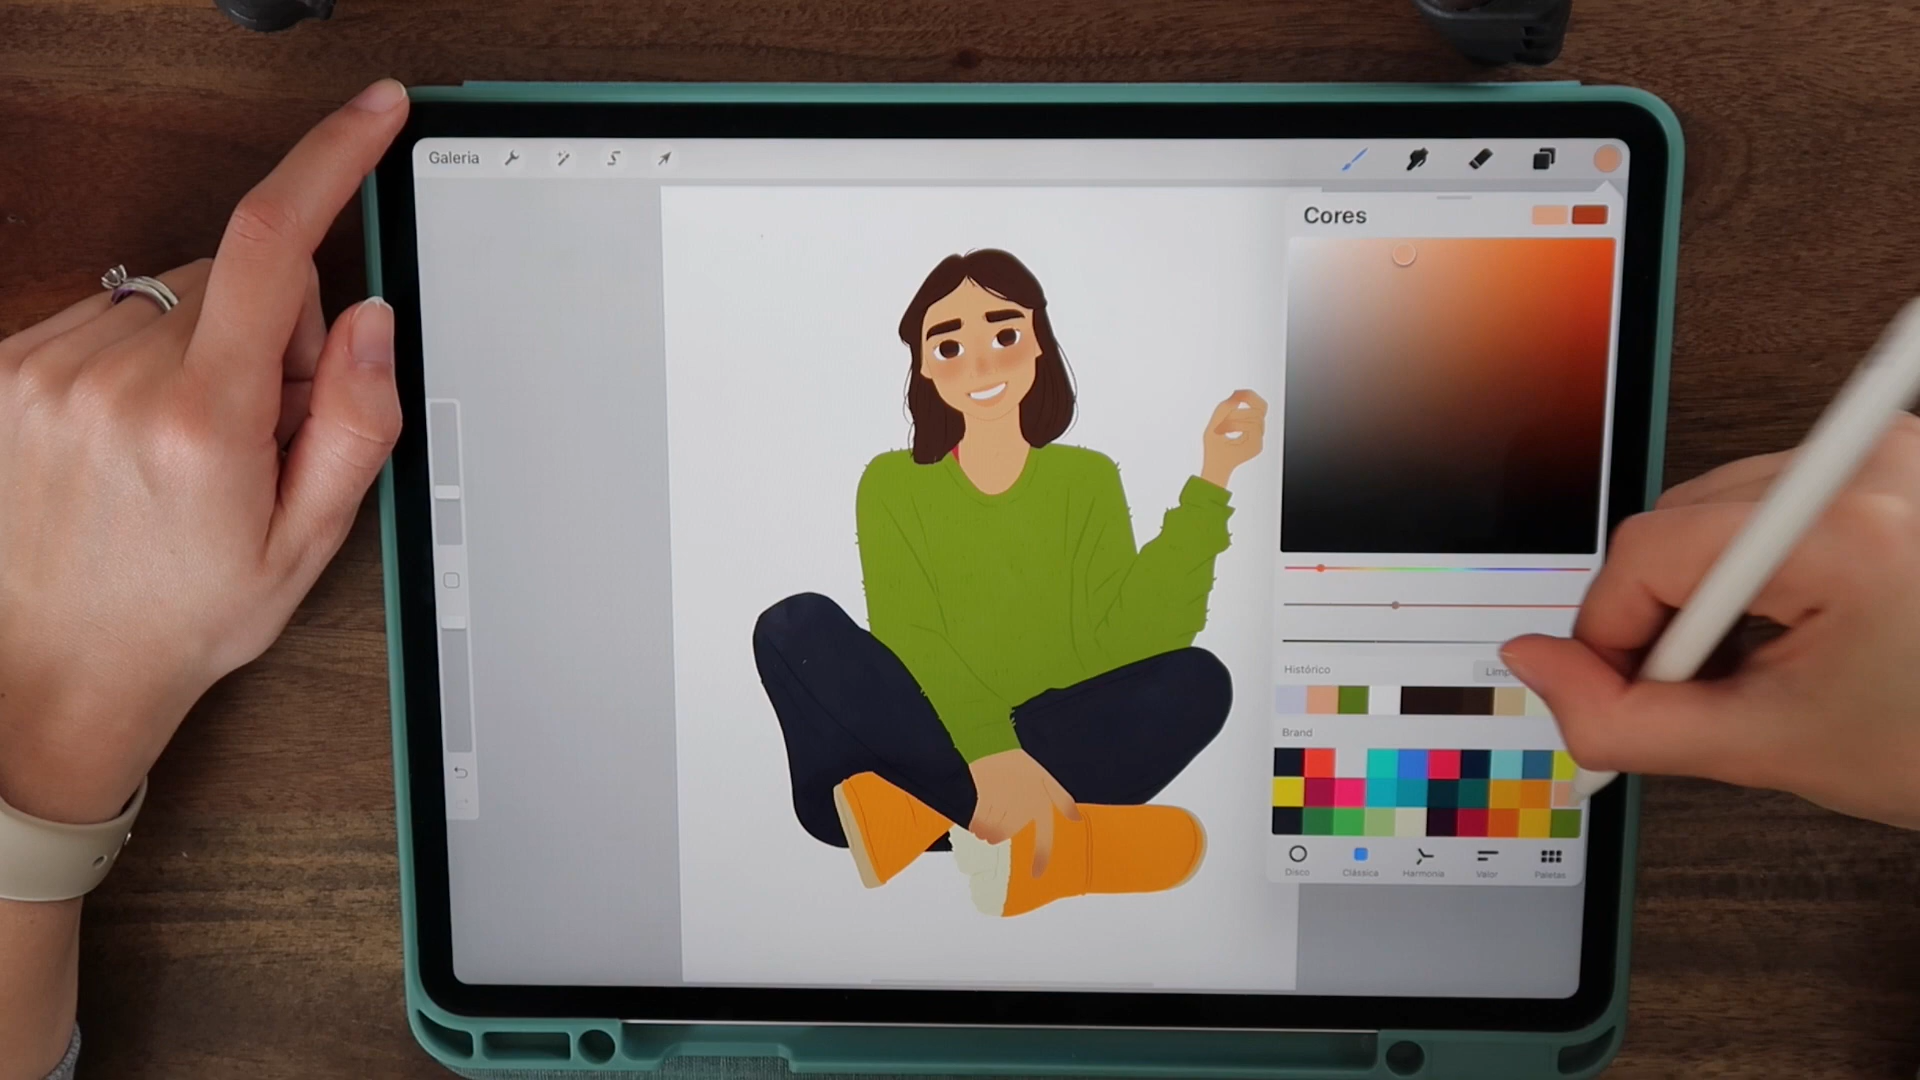 Galeria
Cores
Histórico
Brand
Disco
Clássica
Harmonia
Valor
Paletas